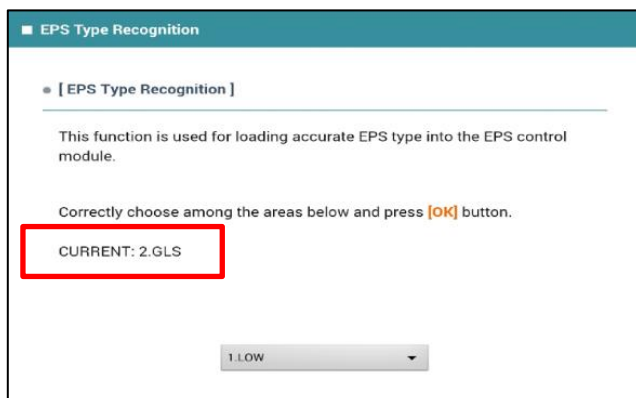 EPS Type Recognition
[ EPS Type Recognition ]
This function is used for loading accurate EPS type into the EPS control
module.
Correctly choose among the areas below and press [OK] button.
CURRENT: 2.GLS
1.LOW